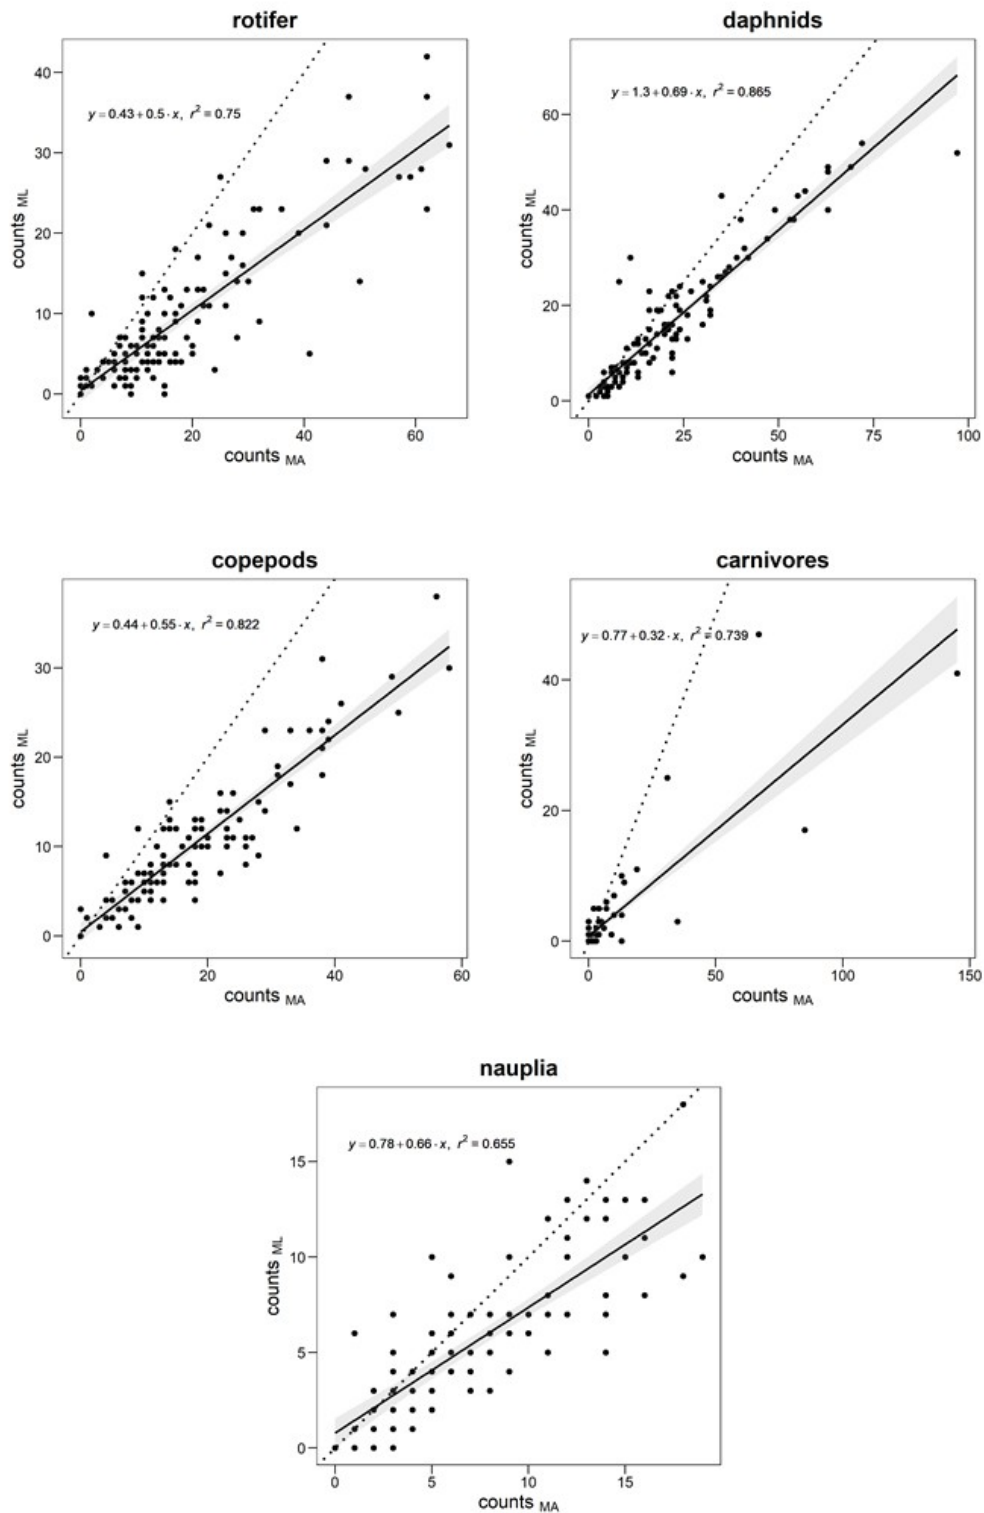 rotifer
y = 0.43 + 0.5 · x, r² = 0.75
40
30
20
10
0
counts ML
0 20 40 60
counts MA
daphnids
y = 1.3 + 0.69 · x, r² = 0.865
60
40
20
0
counts ML
0 25 50 75 100
counts MA
copepods
y = 0.44 + 0.55 · x, r² = 0.822
30
20
10
0
counts ML
0 20 40 60
counts MA
carnivores
y = 0.77 + 0.32 · x, r² = 0.739
40
20
0
counts ML
0 50 100 150
counts MA
nauplia
y = 0.78 + 0.66 · x, r² = 0.655
15
10
5
0
counts ML
0 5 10 15
counts MA